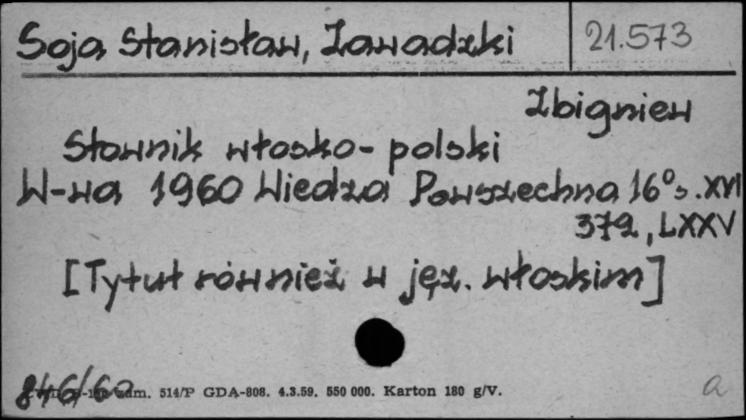 Soja Stanisław, Zawadzki 21.573
Zbigniew
Słownik włosko-polski
W-wa 1960 Wiedza Powszechna 16° s. XVI
372, LXXV
[Tytuł również w jęz. włoskim]
846/60 zam. 514/P GDA-808. 4.3.59. 550 000. Karton 180 g/V.
a